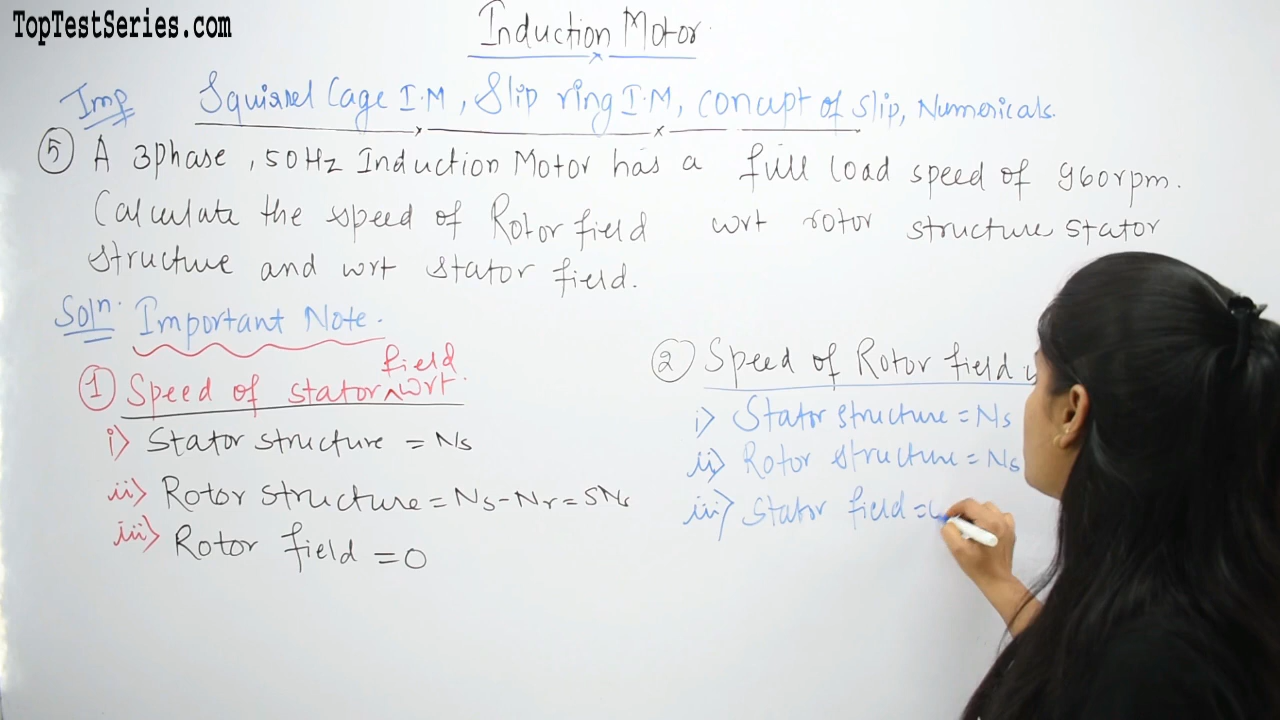 TopTestSeries.com
Induction Motor
Imp Squirrel Cage I.M, Slip ring I.M, concept of slip, Numericals.
⑤ A 3phase, 50Hz Induction Motor has a full load speed of 960rpm.
Calculate the speed of Rotor field wrt rotor structure stator
structure and wrt stator field.
Solⁿ. Important Note.
① Speed of stator field wrt.
i) Stator structure = Ns
ii) Rotor structure = Ns-Nr = SNs
iii) Rotor field = 0
② Speed of Rotor field
i) Stator structure = Ns
ii) Rotor structure = Ns
iii) Stator field =